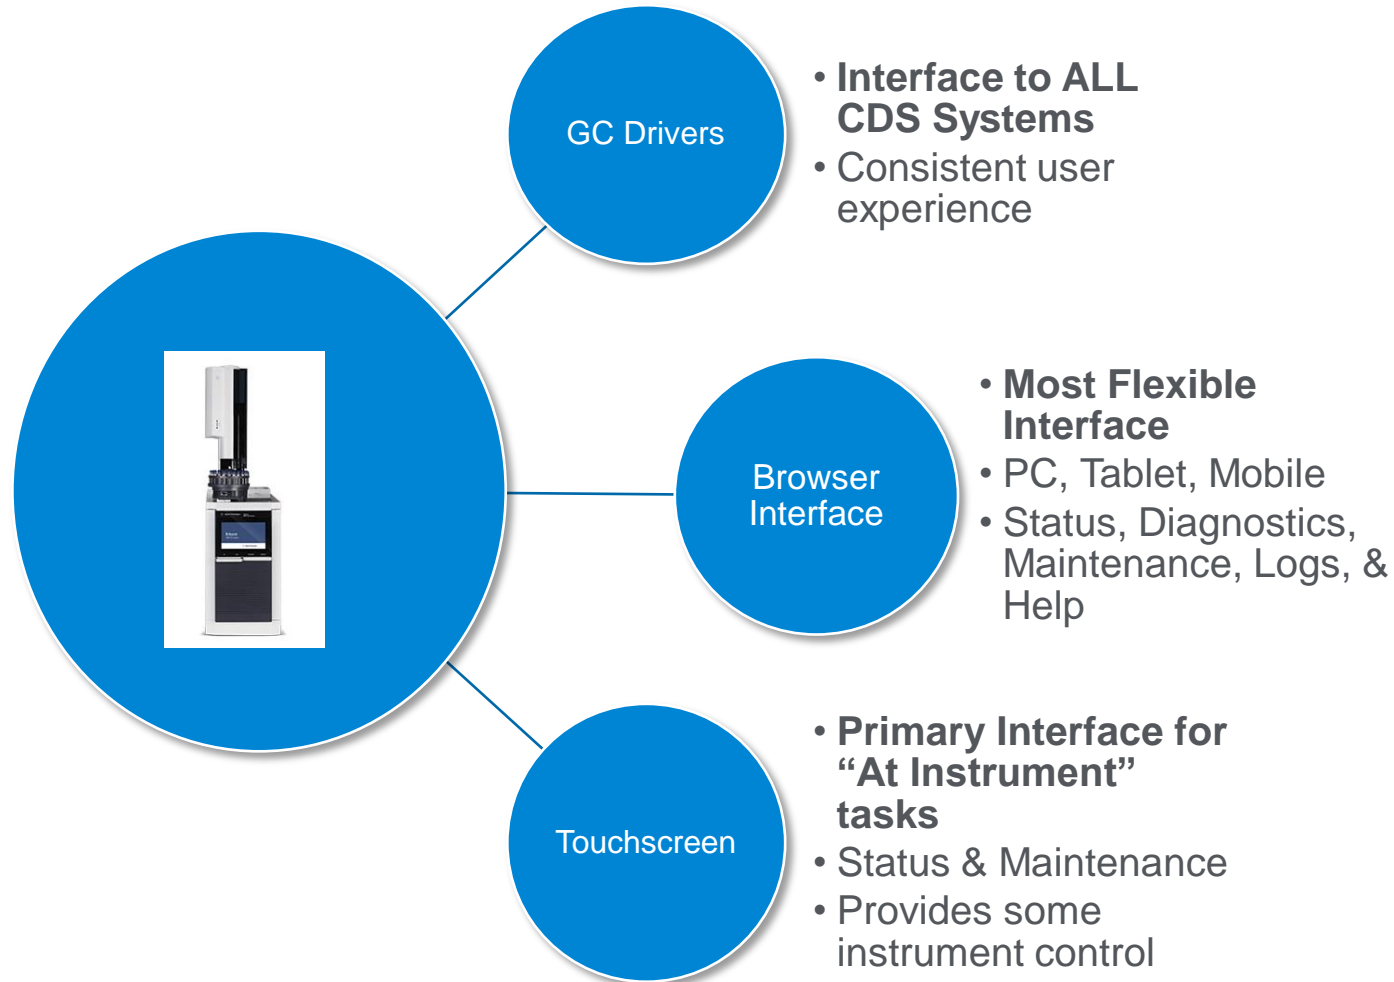 GC Drivers
• Interface to ALL
CDS Systems
• Consistent user
experience
Browser
Interface
• Most Flexible
Interface
• PC, Tablet, Mobile
• Status, Diagnostics,
Maintenance, Logs, &
Help
Touchscreen
• Primary Interface for
“At Instrument”
tasks
• Status & Maintenance
• Provides some
instrument control